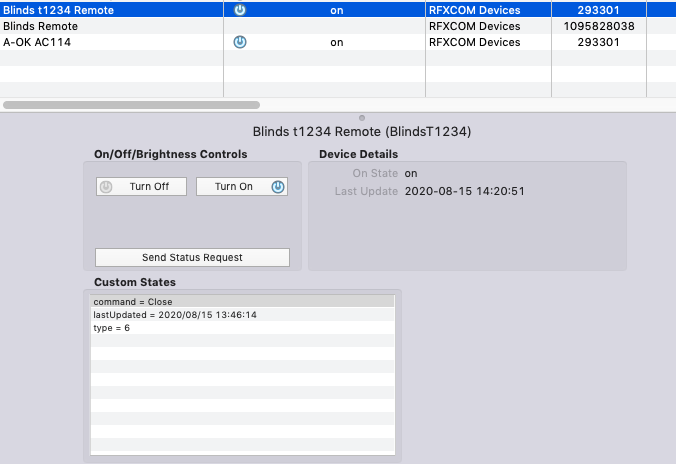 Blinds t1234 Remote on RFXCOM Devices 293301
Blinds Remote RFXCOM Devices 1095828038
A-OK AC114 on RFXCOM Devices 293301
Blinds t1234 Remote (BlindsT1234)
On/Off/Brightness Controls
Turn Off Turn On
Send Status Request
Device Details
On State on
Last Update 2020-08-15 14:20:51
Custom States
command = Close
lastUpdated = 2020/08/15 13:46:14
type = 6